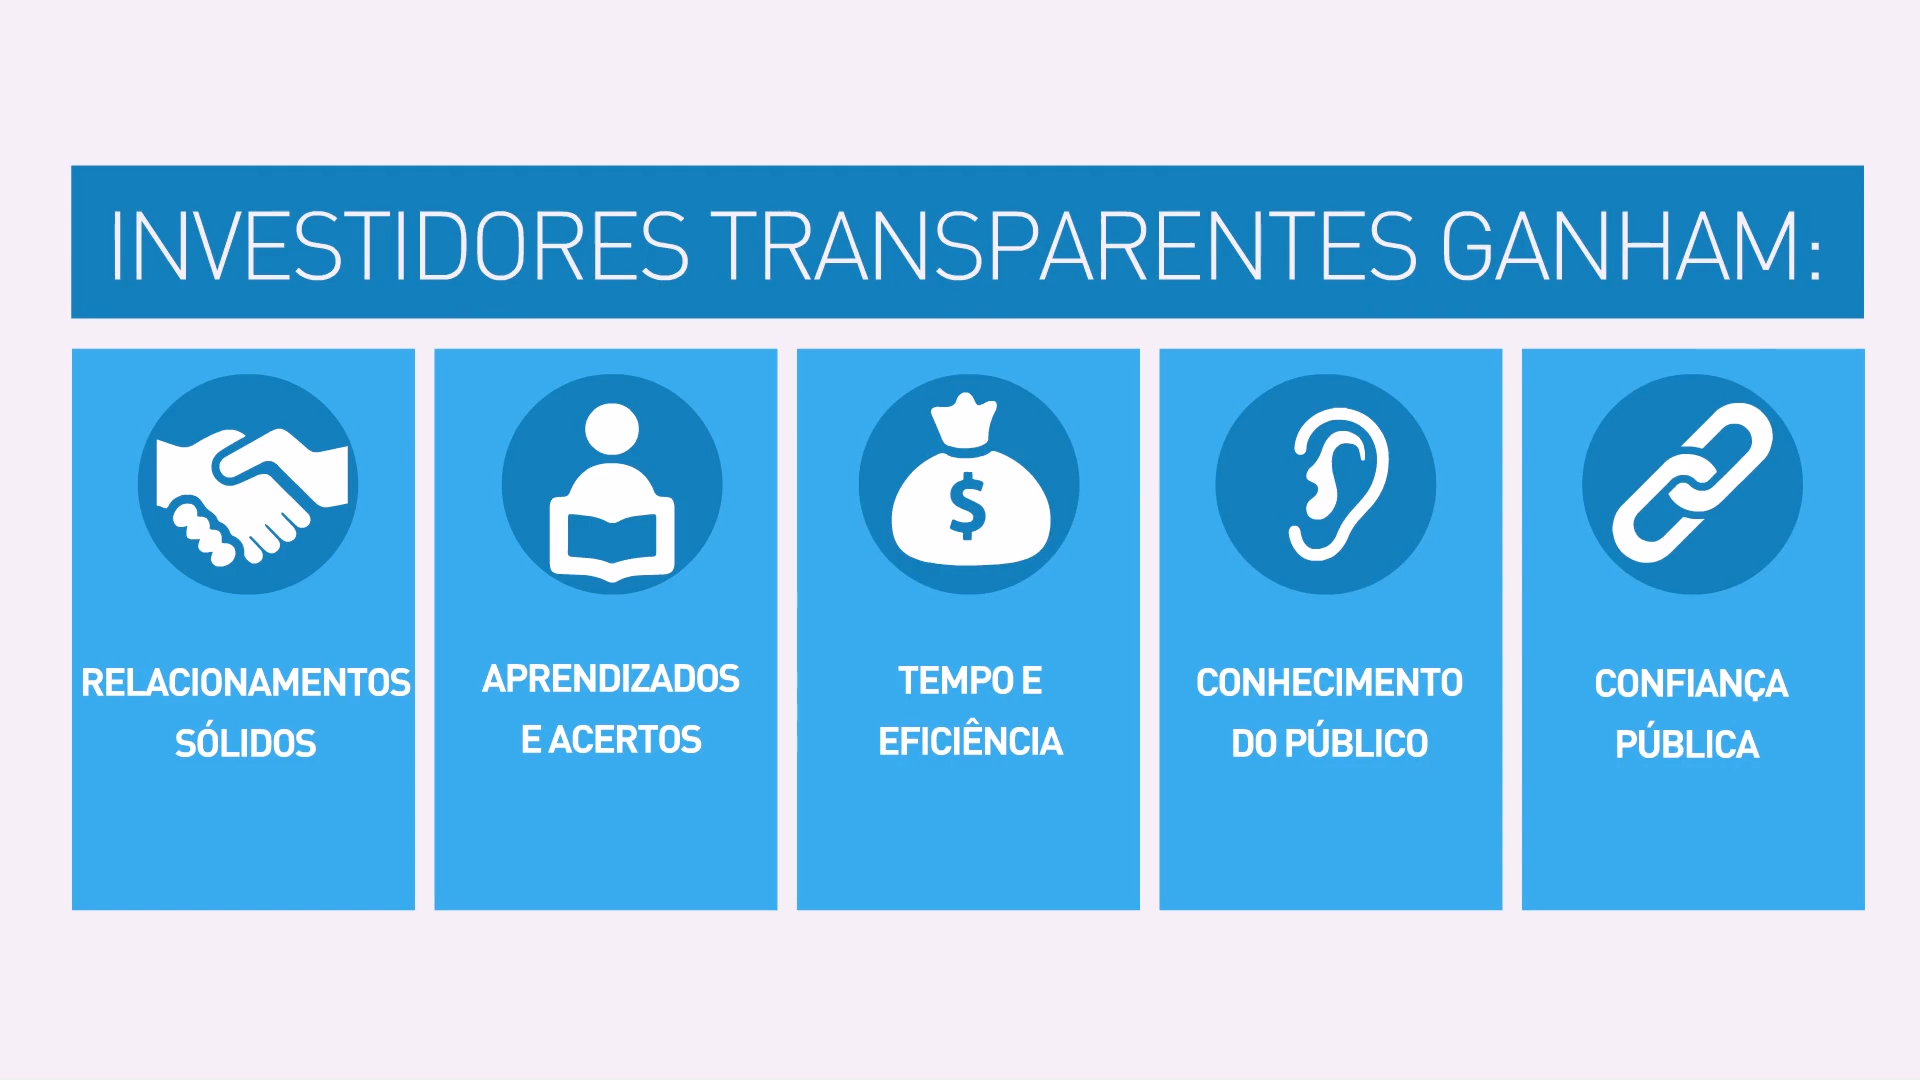 INVESTIDORES TRANSPARENTES GANHAM:
RELACIONAMENTOS
SÓLIDOS
APRENDIZADOS
E ACERTOS
$
TEMPO E
EFICIÊNCIA
CONHECIMENTO
DO PÚBLICO
CONFIANÇA
PÚBLICA